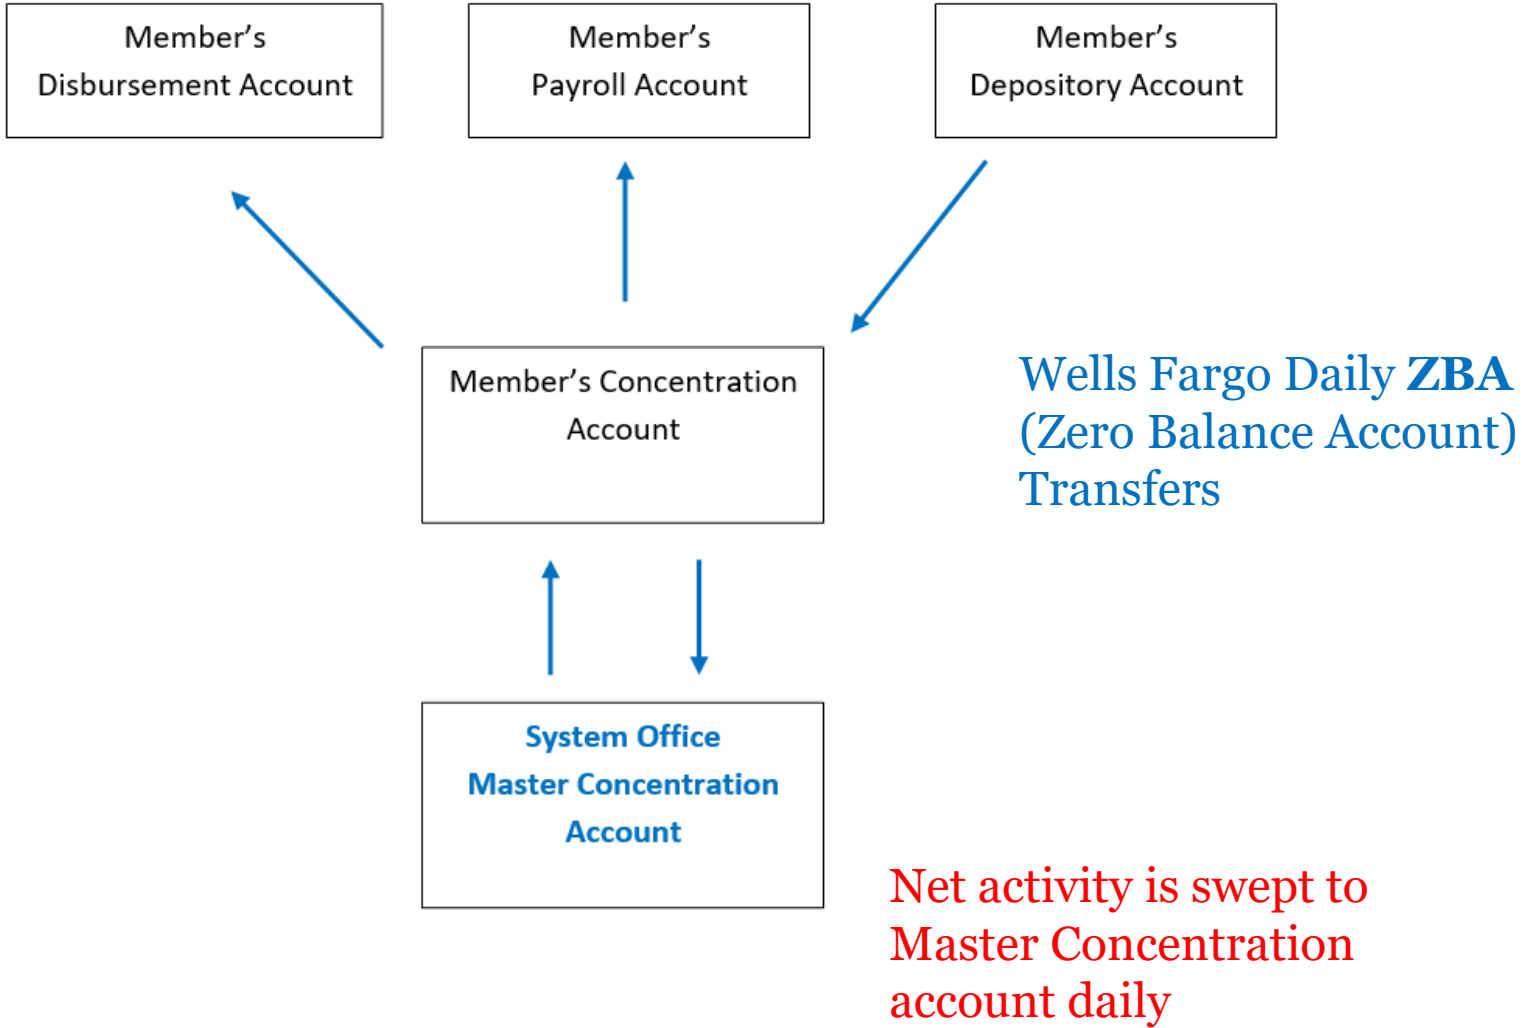 Member’s
Disbursement Account
Member’s
Payroll Account
Member’s
Depository Account
Member’s Concentration
Account
Wells Fargo Daily ZBA
(Zero Balance Account)
Transfers
System Office
Master Concentration
Account
Net activity is swept to
Master Concentration
account daily